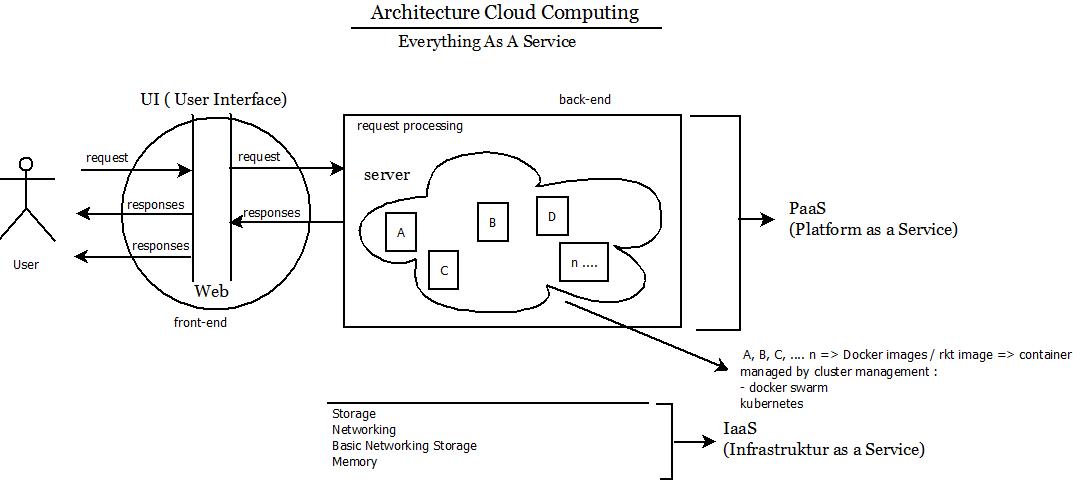 Architecture Cloud Computing
Everything As A Service
UI ( User Interface)
back-end
request processing
request
request
server
responses
responses
responses
User
Web
front-end
A
B
D
C
n ....
PaaS
(Platform as a Service)
A, B, C, .... n => Docker images / rkt image => container
managed by cluster management :
- docker swarm
kubernetes
Storage
Networking
Basic Networking Storage
Memory
IaaS
(Infrastruktur as a Service)